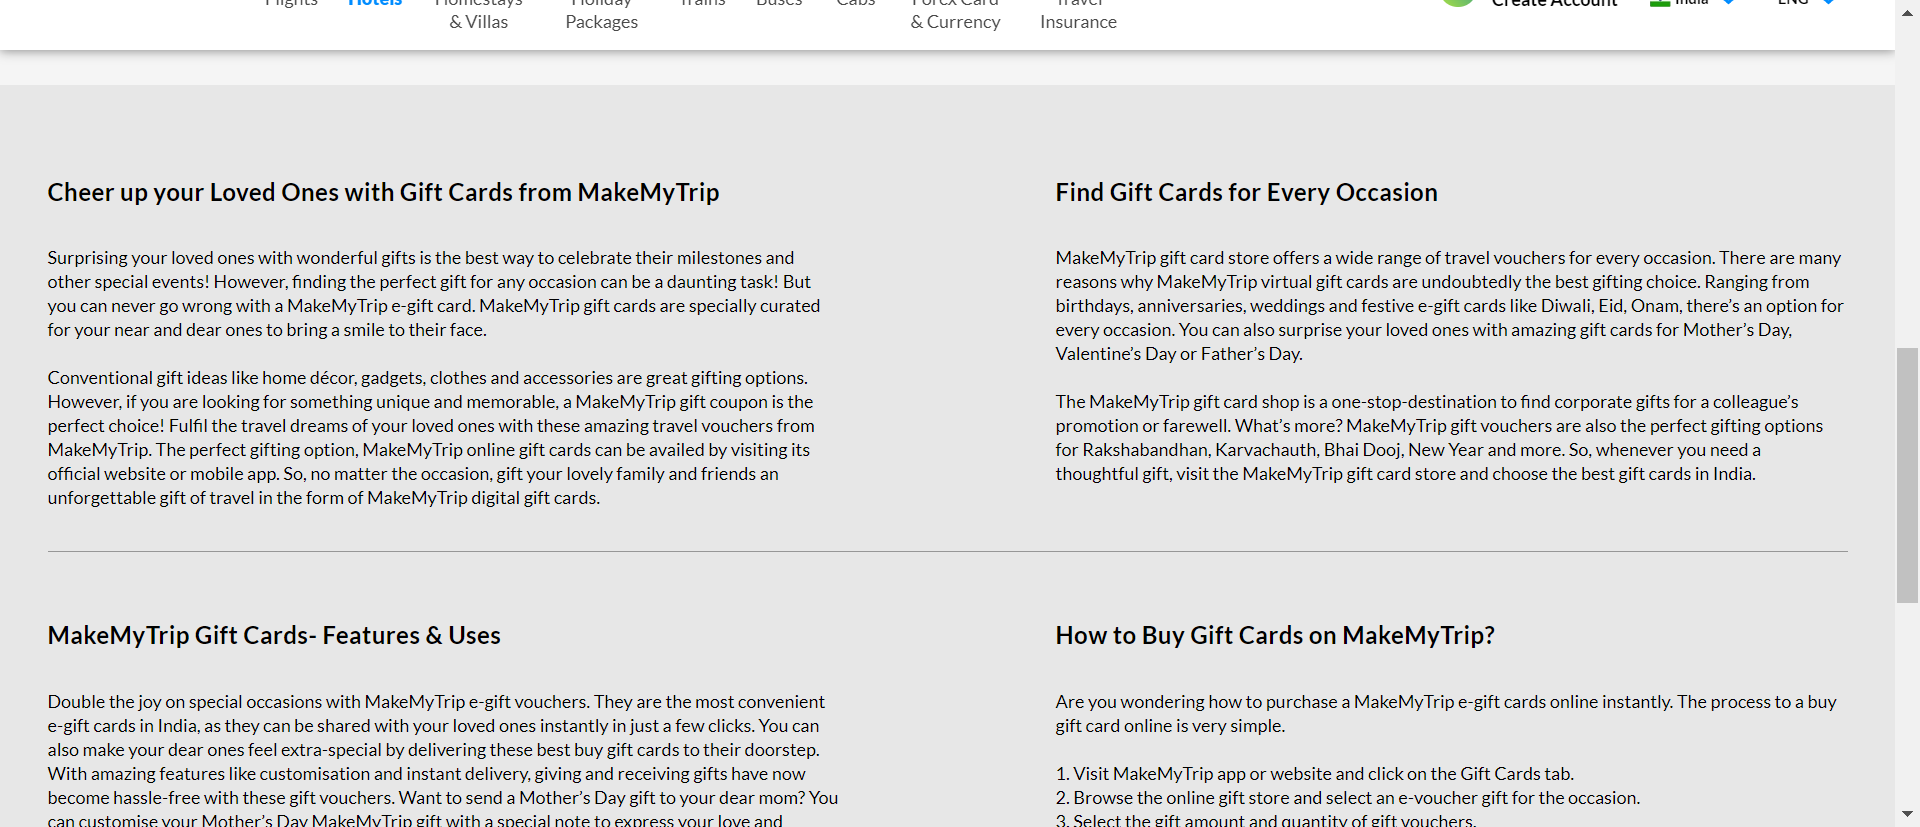 Flights Hotels Homestays Holiday Trains Buses Cabs Forex Card Travel Create Account India ENG
& Villas Packages & Currency Insurance
Cheer up your Loved Ones with Gift Cards from MakeMyTrip
Surprising your loved ones with wonderful gifts is the best way to celebrate their milestones and
other special events! However, finding the perfect gift for any occasion can be a daunting task! But
you can never go wrong with a MakeMyTrip e-gift card. MakeMyTrip gift cards are specially curated
for your near and dear ones to bring a smile to their face.
Conventional gift ideas like home décor, gadgets, clothes and accessories are great gifting options.
However, if you are looking for something unique and memorable, a MakeMyTrip gift coupon is the
perfect choice! Fulfil the travel dreams of your loved ones with these amazing travel vouchers from
MakeMyTrip. The perfect gifting option, MakeMyTrip online gift cards can be availed by visiting its
official website or mobile app. So, no matter the occasion, gift your lovely family and friends an
unforgettable gift of travel in the form of MakeMyTrip digital gift cards.
Find Gift Cards for Every Occasion
MakeMyTrip gift card store offers a wide range of travel vouchers for every occasion. There are many
reasons why MakeMyTrip virtual gift cards are undoubtedly the best gifting choice. Ranging from
birthdays, anniversaries, weddings and festive e-gift cards like Diwali, Eid, Onam, there's an option for
every occasion. You can also surprise your loved ones with amazing gift cards for Mother's Day,
Valentine's Day or Father's Day.
The MakeMyTrip gift card shop is a one-stop-destination to find corporate gifts for a colleague's
promotion or farewell. What's more? MakeMyTrip gift vouchers are also the perfect gifting options
for Rakshabandhan, Karvachauth, Bhai Dooj, New Year and more. So, whenever you need a
thoughtful gift, visit the MakeMyTrip gift card store and choose the best gift cards in India.
MakeMyTrip Gift Cards- Features & Uses
Double the joy on special occasions with MakeMyTrip e-gift vouchers. They are the most convenient
e-gift cards in India, as they can be shared with your loved ones instantly in just a few clicks. You can
also make your dear ones feel extra-special by delivering these best buy gift cards to their doorstep.
With amazing features like customisation and instant delivery, giving and receiving gifts have now
become hassle-free with these gift vouchers. Want to send a Mother's Day gift to your dear mom? You
can customise your Mother's Day MakeMyTrip gift with a special note to express your love and
How to Buy Gift Cards on MakeMyTrip?
Are you wondering how to purchase a MakeMyTrip e-gift cards online instantly. The process to a buy
gift card online is very simple.
1. Visit MakeMyTrip app or website and click on the Gift Cards tab.
2. Browse the online gift store and select an e-voucher gift for the occasion.
3. Select the gift amount and quantity of gift vouchers.